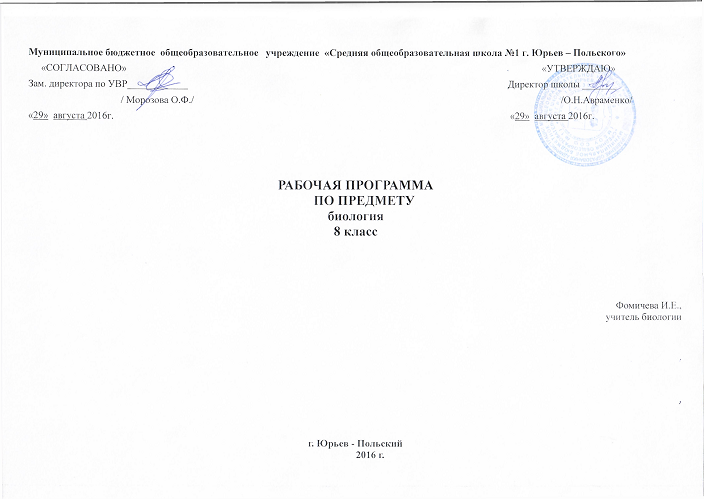 Муниципальное бюджетное общеобразовательное учреждение «Средняя общеобразовательная школа №1 г. Юрьев – Польского»
«СОГЛАСОВАНО» «УТВЕРЖДАЮ»
Зам. директора по УВР____________ Директор школы
/ Морозова О.Ф./ /О.Н.Авраменко/
«29» августа 2016г. «29» августа 2016г.
РАБОЧАЯ ПРОГРАММА
ПО ПРЕДМЕТУ
биология
8 класс
Фомичева И.Е.,
учитель биологии
г. Юрьев - Польский
2016 г.